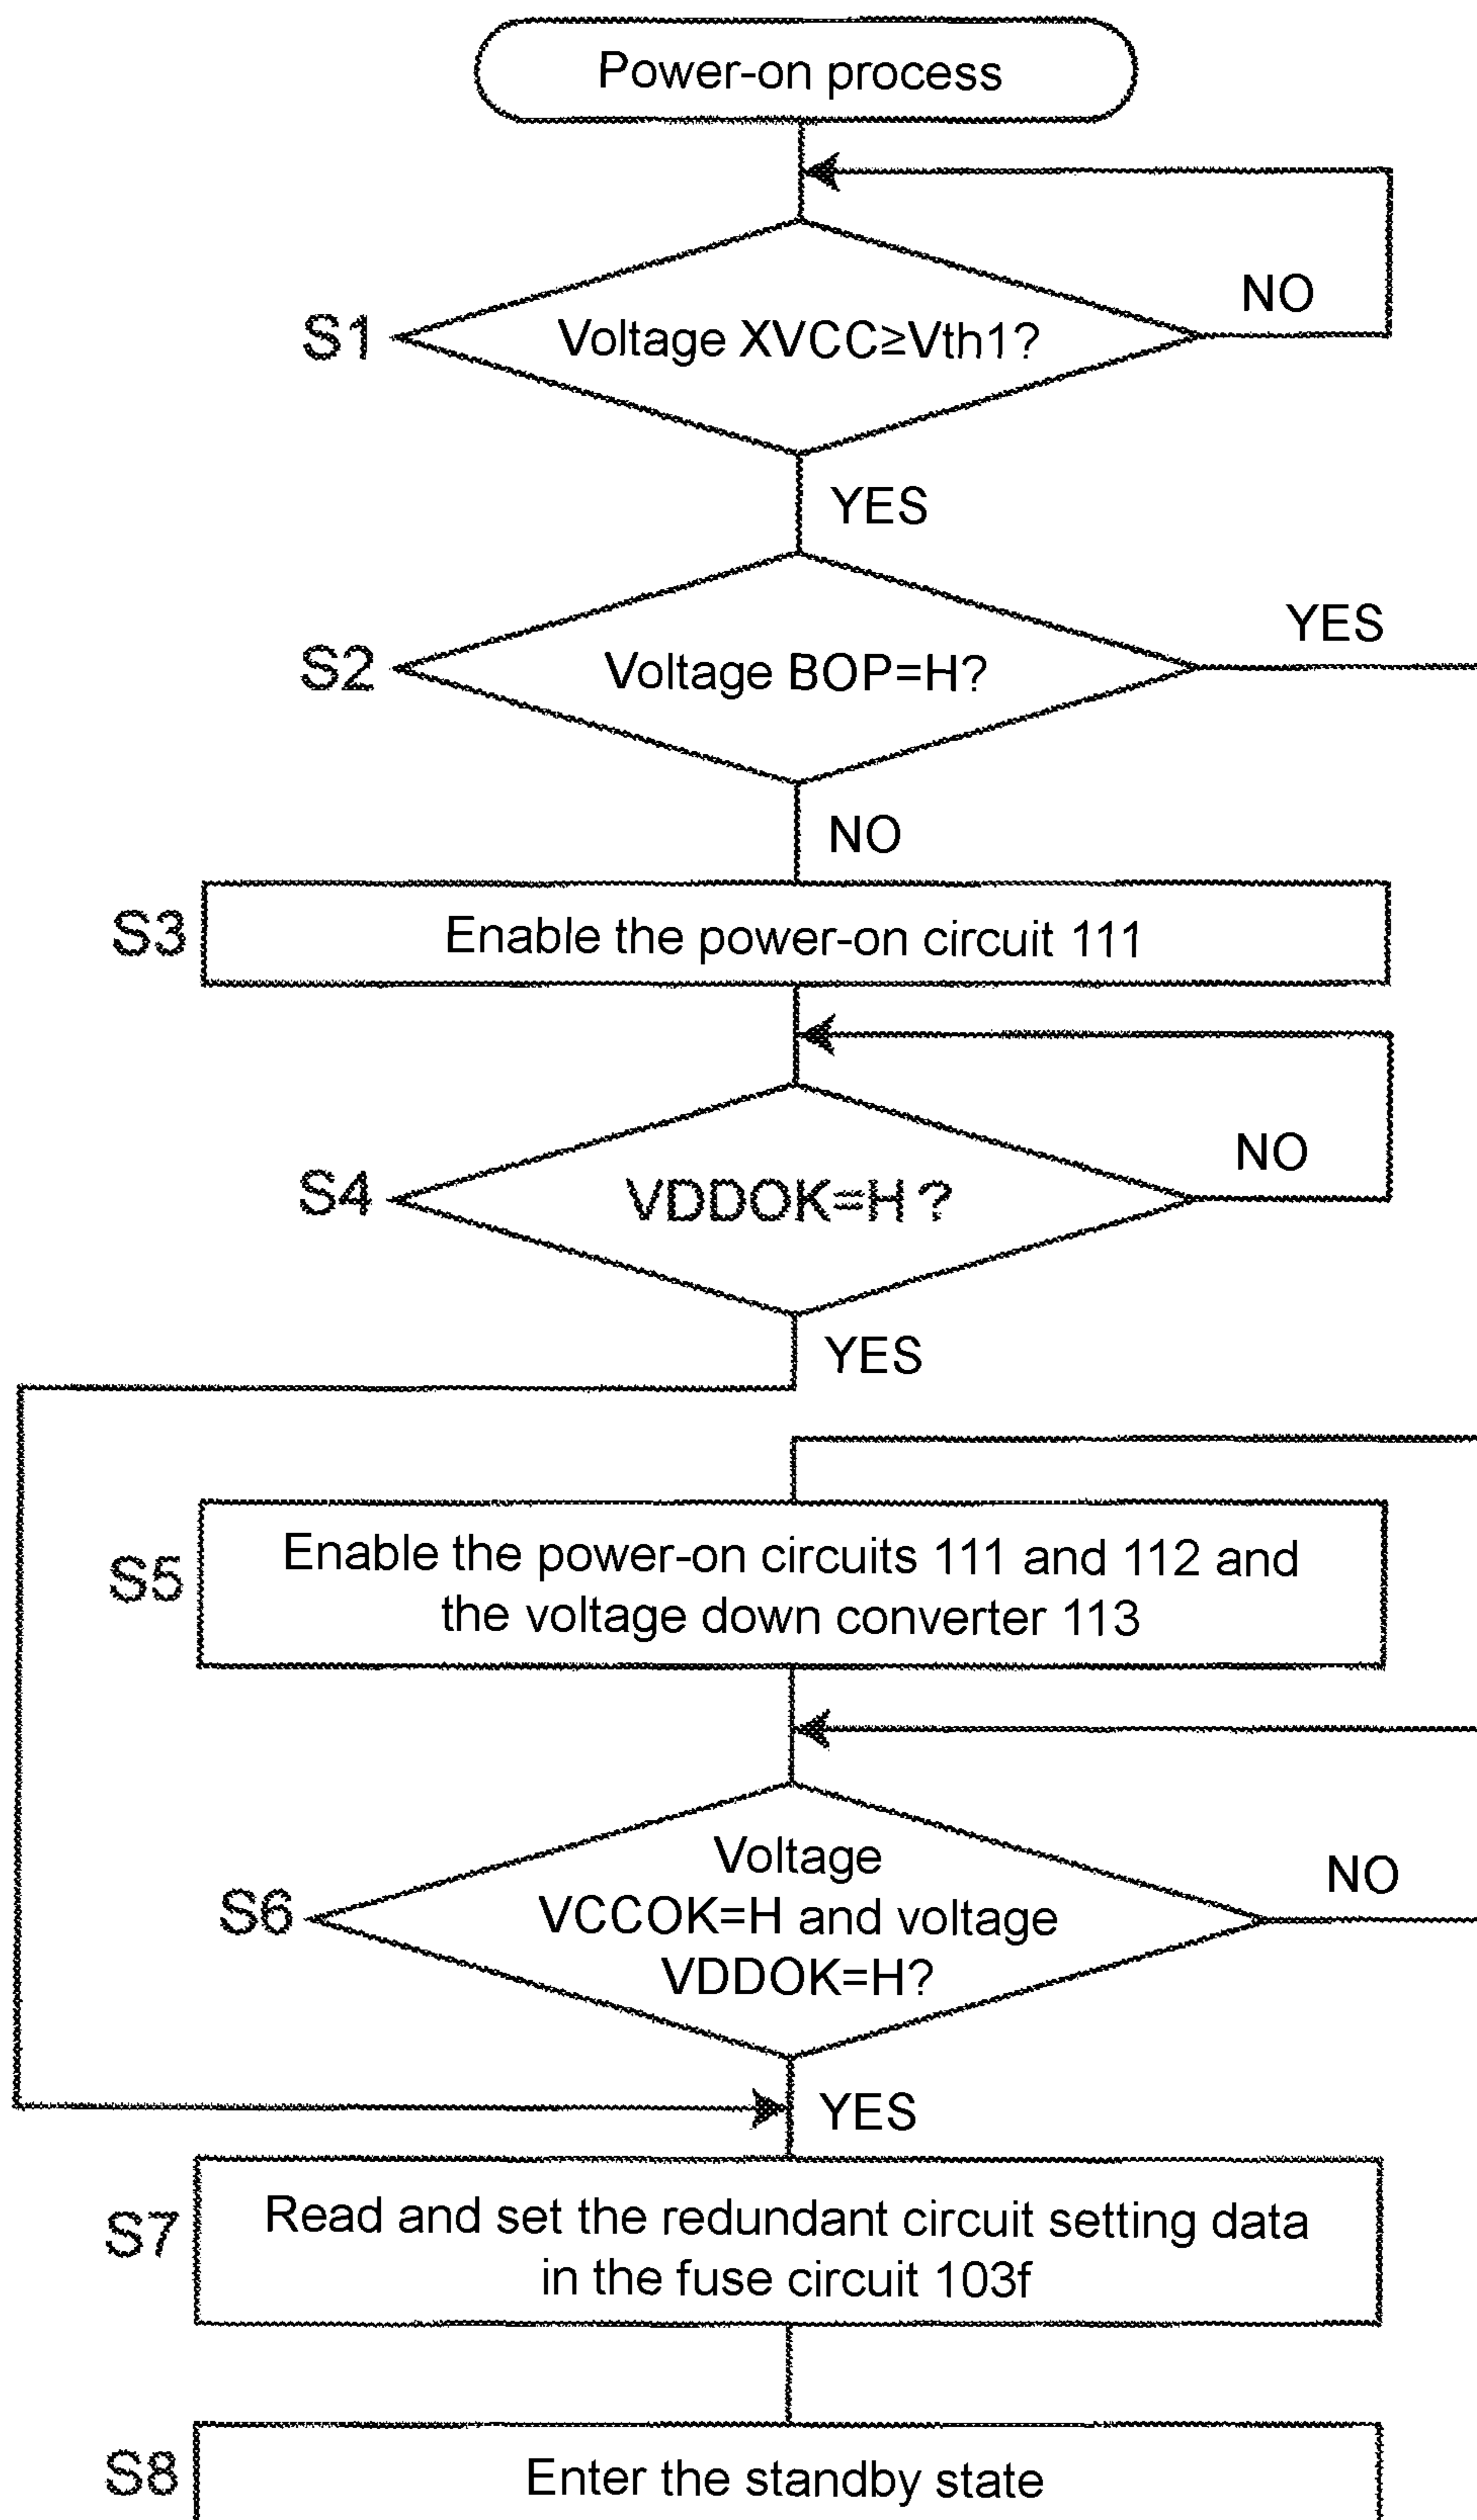 Power-on process
NO
S1
Voltage XVCC≥Vth1?
YES
YES
S2
Voltage BOP=H?
NO
S3
Enable the power-on circuit 111
NO
S4
VDDOK=H?
YES
S5
Enable the power-on circuits 111 and 112 and
the voltage down converter 113
Voltage
NO
S6
VCCOK=H and voltage
VDDOK=H?
YES
S7
Read and set the redundant circuit setting data
in the fuse circuit 103f
S8
Enter the standby state